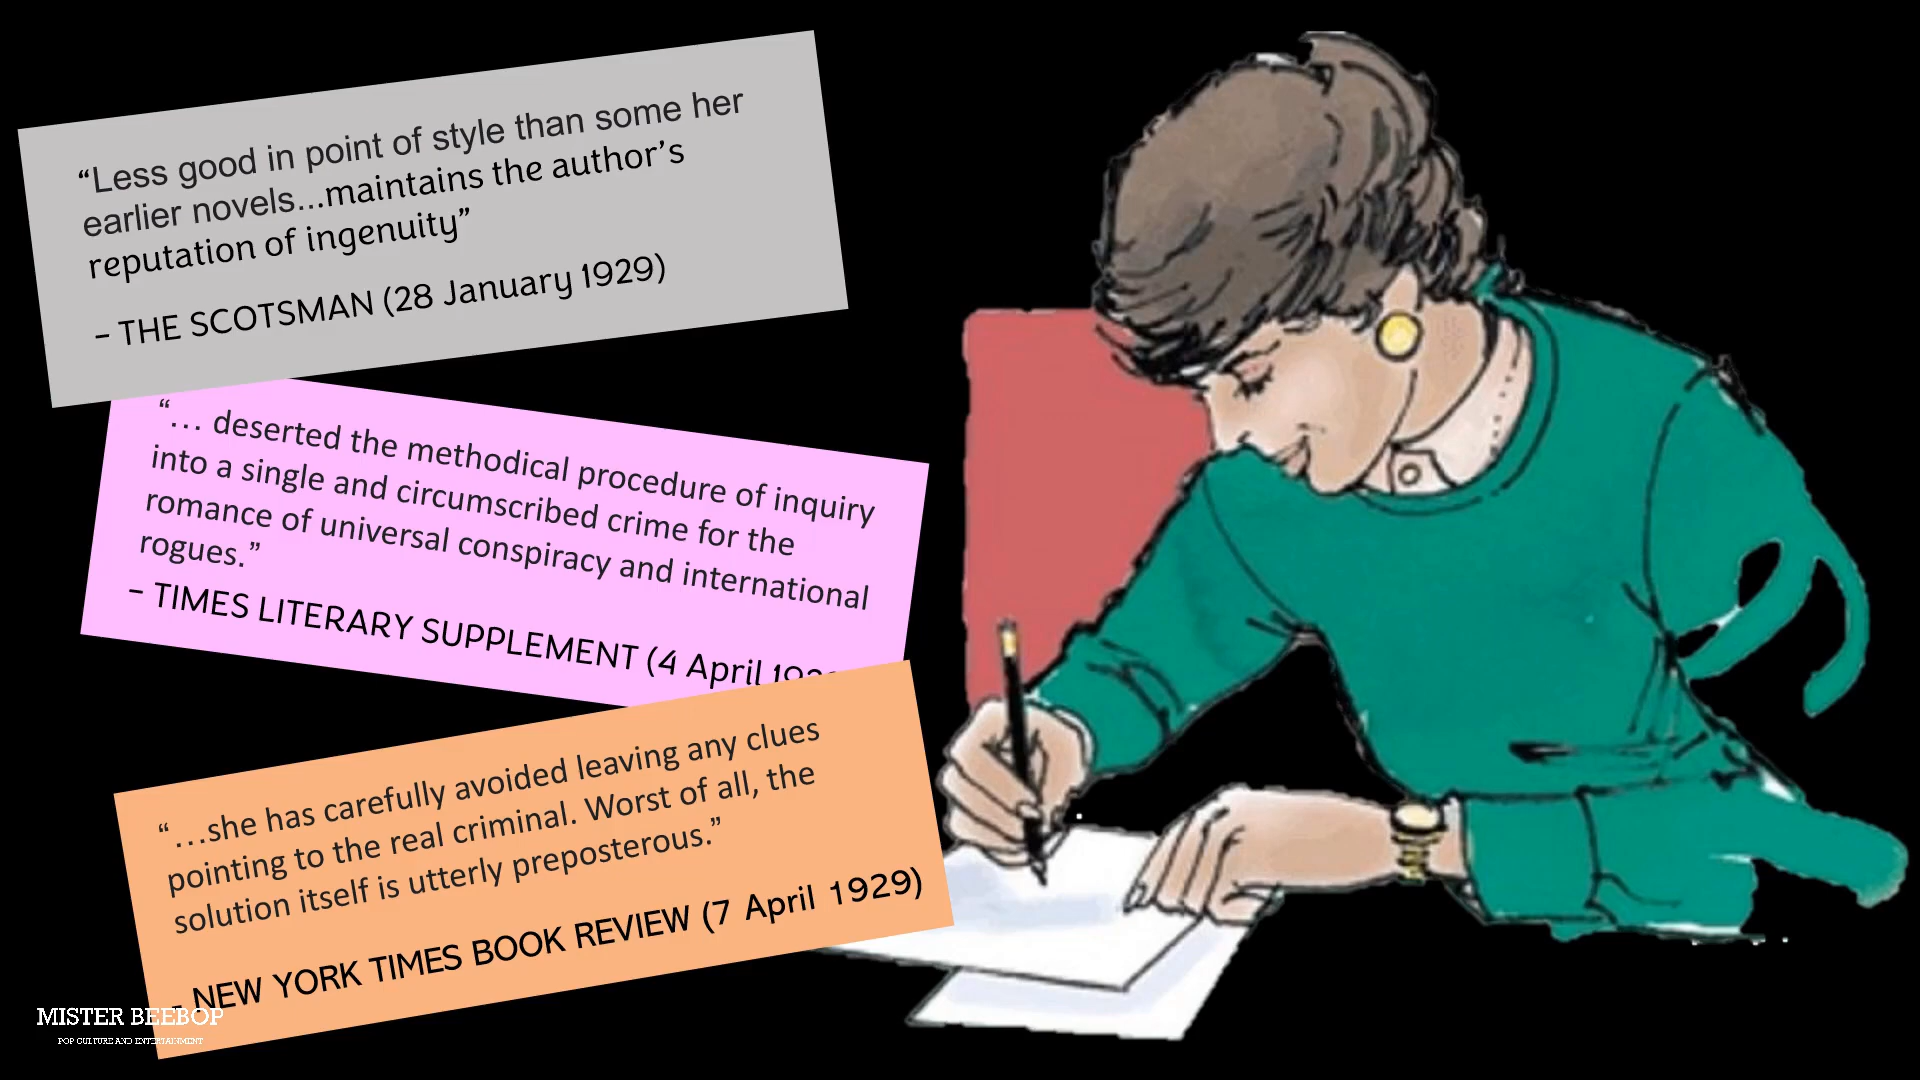 “Less good in point of style than some her
earlier novels...maintains the author’s
reputation of ingenuity”
– THE SCOTSMAN (28 January 1929)
“… deserted the methodical procedure of inquiry
into a single and circumscribed crime for the
romance of universal conspiracy and international
rogues.”
– TIMES LITERARY SUPPLEMENT (4 April
“…she has carefully avoided leaving any clues
pointing to the real criminal. Worst of all, the
solution itself is utterly preposterous.”
– NEW YORK TIMES BOOK REVIEW (7 April 1929)
MISTER BEEBOP
POP CULTURE AND ENTERTAINMENT